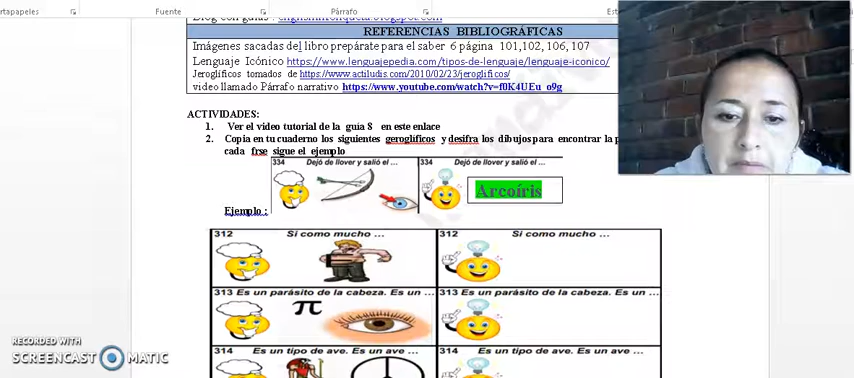 rtapapeles Fuente Párrafo Est
Blog con guías :
REFERENCIAS BIBLIOGRÁFICAS
Imágenes sacadas del libro prepárate para el saber 6 página 101,102, 106, 107
Lenguaje Icónico https://www.lenguajepedia.com/tipos-de-lenguaje/lenguaje-iconico/
Jeroglíficos tomados de https://www.actiludis.com/2010/02/23/jeroglificos/
video llamado Párrafo narrativo https://www.youtube.com/watch?v=f0K4UEu_o9g
ACTIVIDADES:
1. Ver el video tutorial de la guía 8 en este enlace
2. Copia en tu cuaderno los siguientes geroglíficos y desifra los dibujos para encontrar la p
cada frse sigue el ejemplo
334 Dejó de llover y salió el ... 334 Dejó de llover y salió el ...
Arcoíris
Ejemplo :
312 Si como mucho ... 312 Si como mucho ...
313 Es un parásito de la cabeza. Es un ... 313 Es un parásito de la cabeza. Es un ...
π
314 Es un tipo de ave. Es un ave ... 314 Es un tipo de ave. Es un ave ...
RECORDED WITH
SCREENCAST MATIC